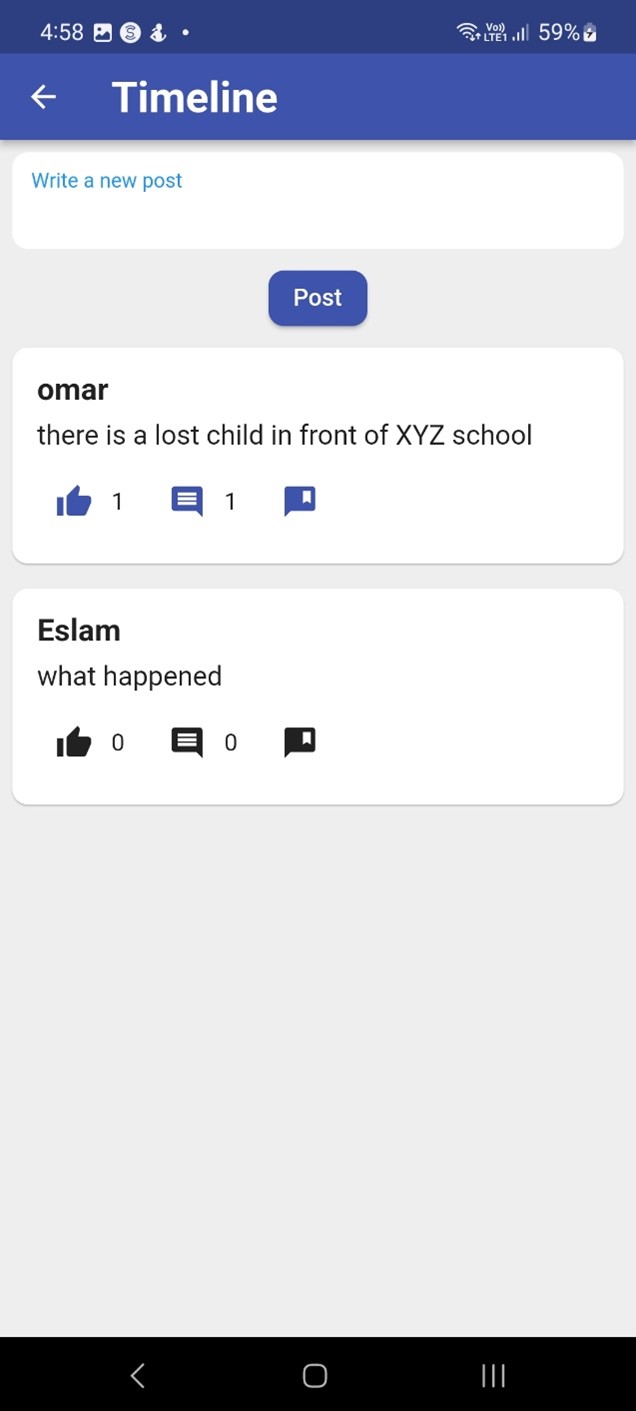 4:58
Vo))
LTE1
59%
Timeline
Write a new post
Post
omar
there is a lost child in front of XYZ school
1 1
Eslam
what happened
0 0